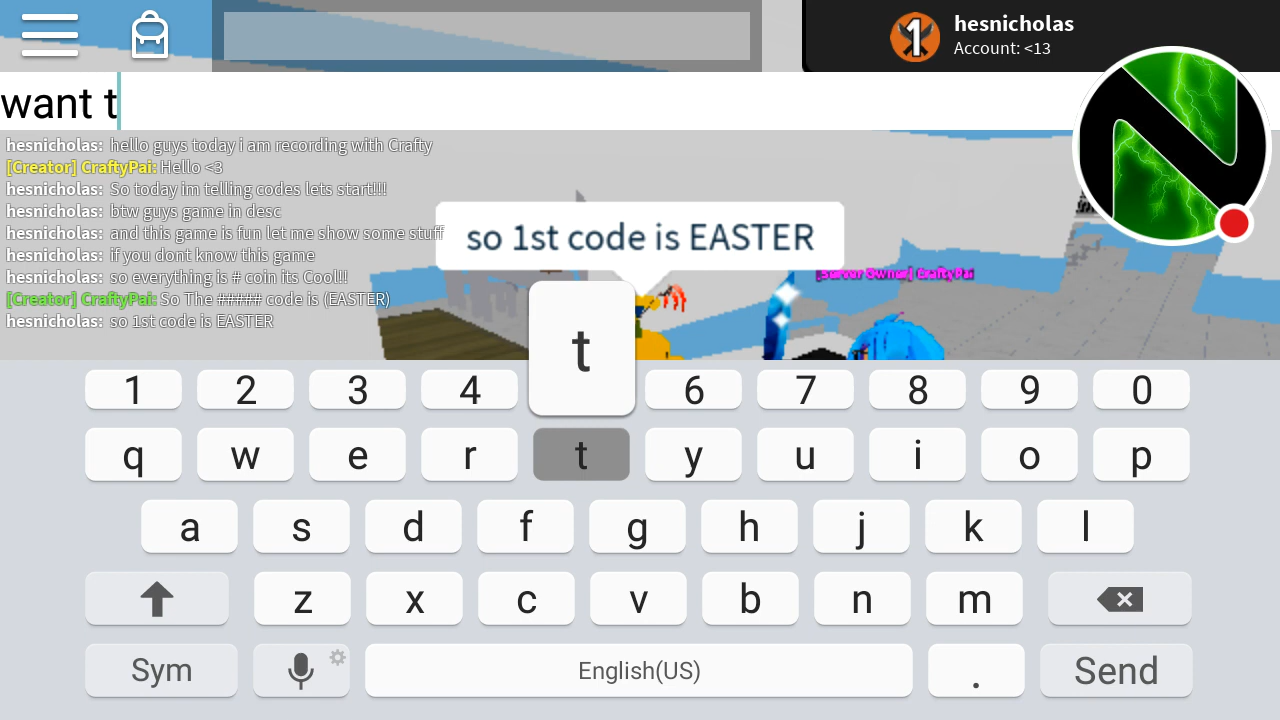 hesnicholas
Account: <13
want t
hesnicholas: hello guys today i am recording with Crafty
[Creator] CraftyPai: Hello <3
hesnicholas: So today im telling codes lets start!!!
hesnicholas: btw guys game in desc
hesnicholas: and this game is fun let me show some stuff
hesnicholas: if you dont know this game
hesnicholas: so everything is # coh its Cool!!
[Creator] CraftyPai: So The ##### code is (EASTER)
hesnicholas: so 1st code is EASTER
so 1st code is EASTER
[Server Owner] CraftyPai
t
1 2 3 4 6 7 8 9 0
q w e r t y u i o p
a s d f g h j k l
z x c v b n m
Sym English(US) . Send